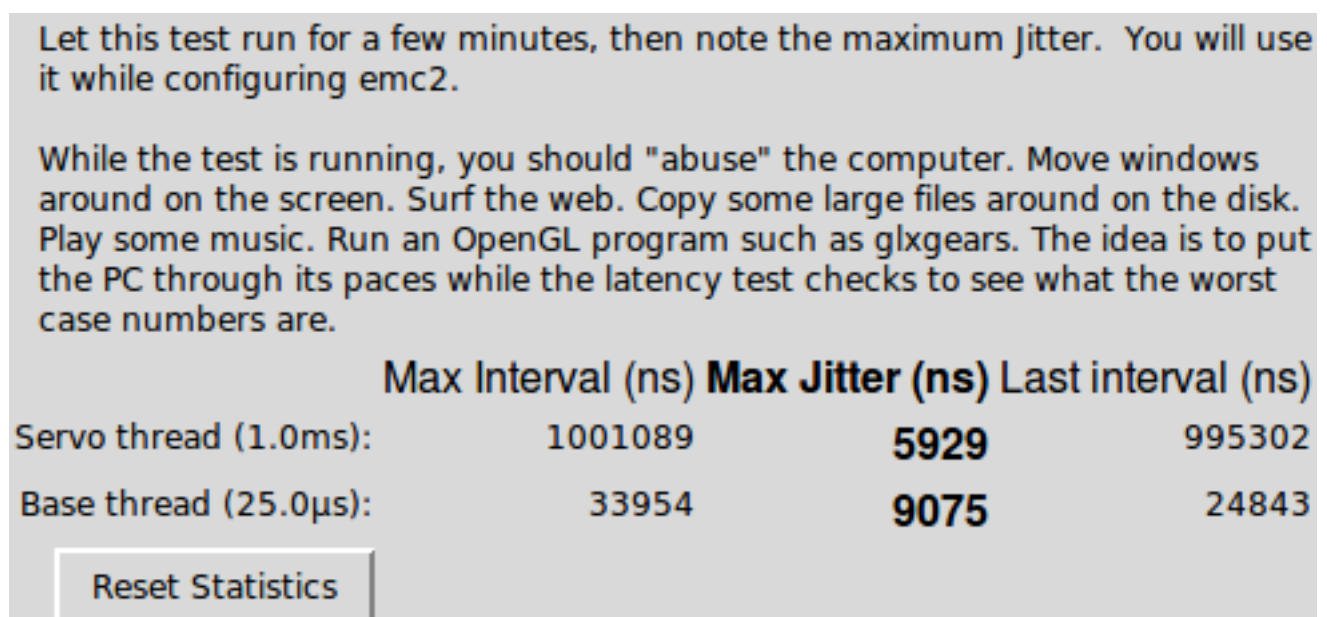 Let this test run for a few minutes, then note the maximum Jitter.  You will use
it while configuring emc2.
While the test is running, you should "abuse" the computer. Move windows
around on the screen. Surf the web. Copy some large files around on the disk.
Play some music. Run an OpenGL program such as glxgears. The idea is to put
the PC through its paces while the latency test checks to see what the worst
case numbers are.
Max Interval (ns) Max Jitter (ns) Last interval (ns)
Servo thread (1.0ms): 1001089 5929 995302
Base thread (25.0µs): 33954 9075 24843
Reset Statistics